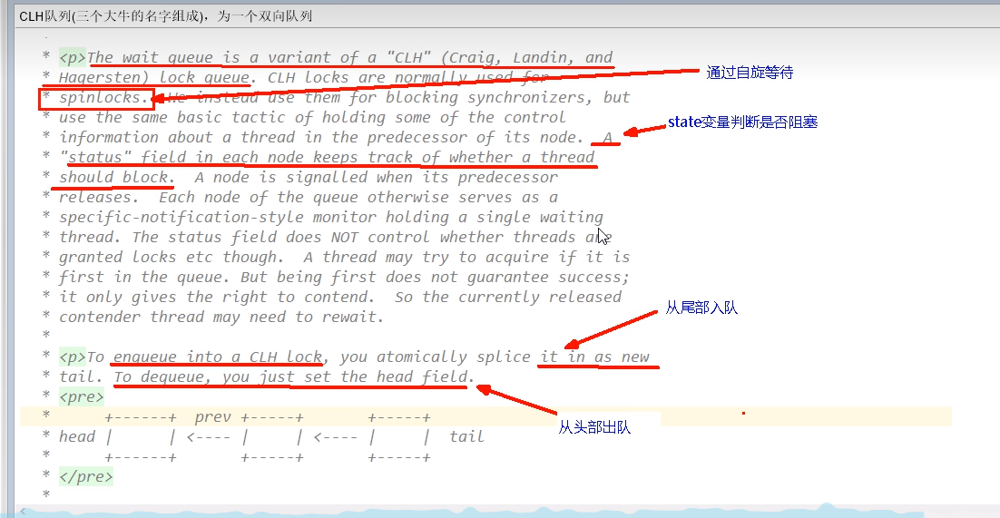 CLH队列(三个大牛的名字组成)，为一个双向队列
* <p>The wait queue is a variant of a "CLH" (Craig, Landin, and
* Hagersten) lock queue. CLH locks are normally used for
通过自旋等待
* spinlocks. We instead use them for blocking synchronizers, but
* use the same basic tactic of holding some of the control
state变量判断是否阻塞
* information about a thread in the predecessor of its node. A
* "status" field in each node keeps track of whether a thread
* should block. A node is signalled when its predecessor
* releases. Each node of the queue otherwise serves as a
* specific-notification-style monitor holding a single waiting
* thread. The status field does NOT control whether threads are
* granted locks etc though. A thread may try to acquire if it is
* first in the queue. But being first does not guarantee success;
* it only gives the right to contend. So the currently released
从尾部入队
* contender thread may need to rewait.
*
* <p>To enqueue into a CLH lock, you atomically splice it in as new
* tail. To dequeue, you just set the head field.
* <pre>
* +------+ prev +-----+ +-----+
从头部出队
* head | | <---- | | <---- | | tail
* +------+ +-----+ +-----+
* </pre>
*